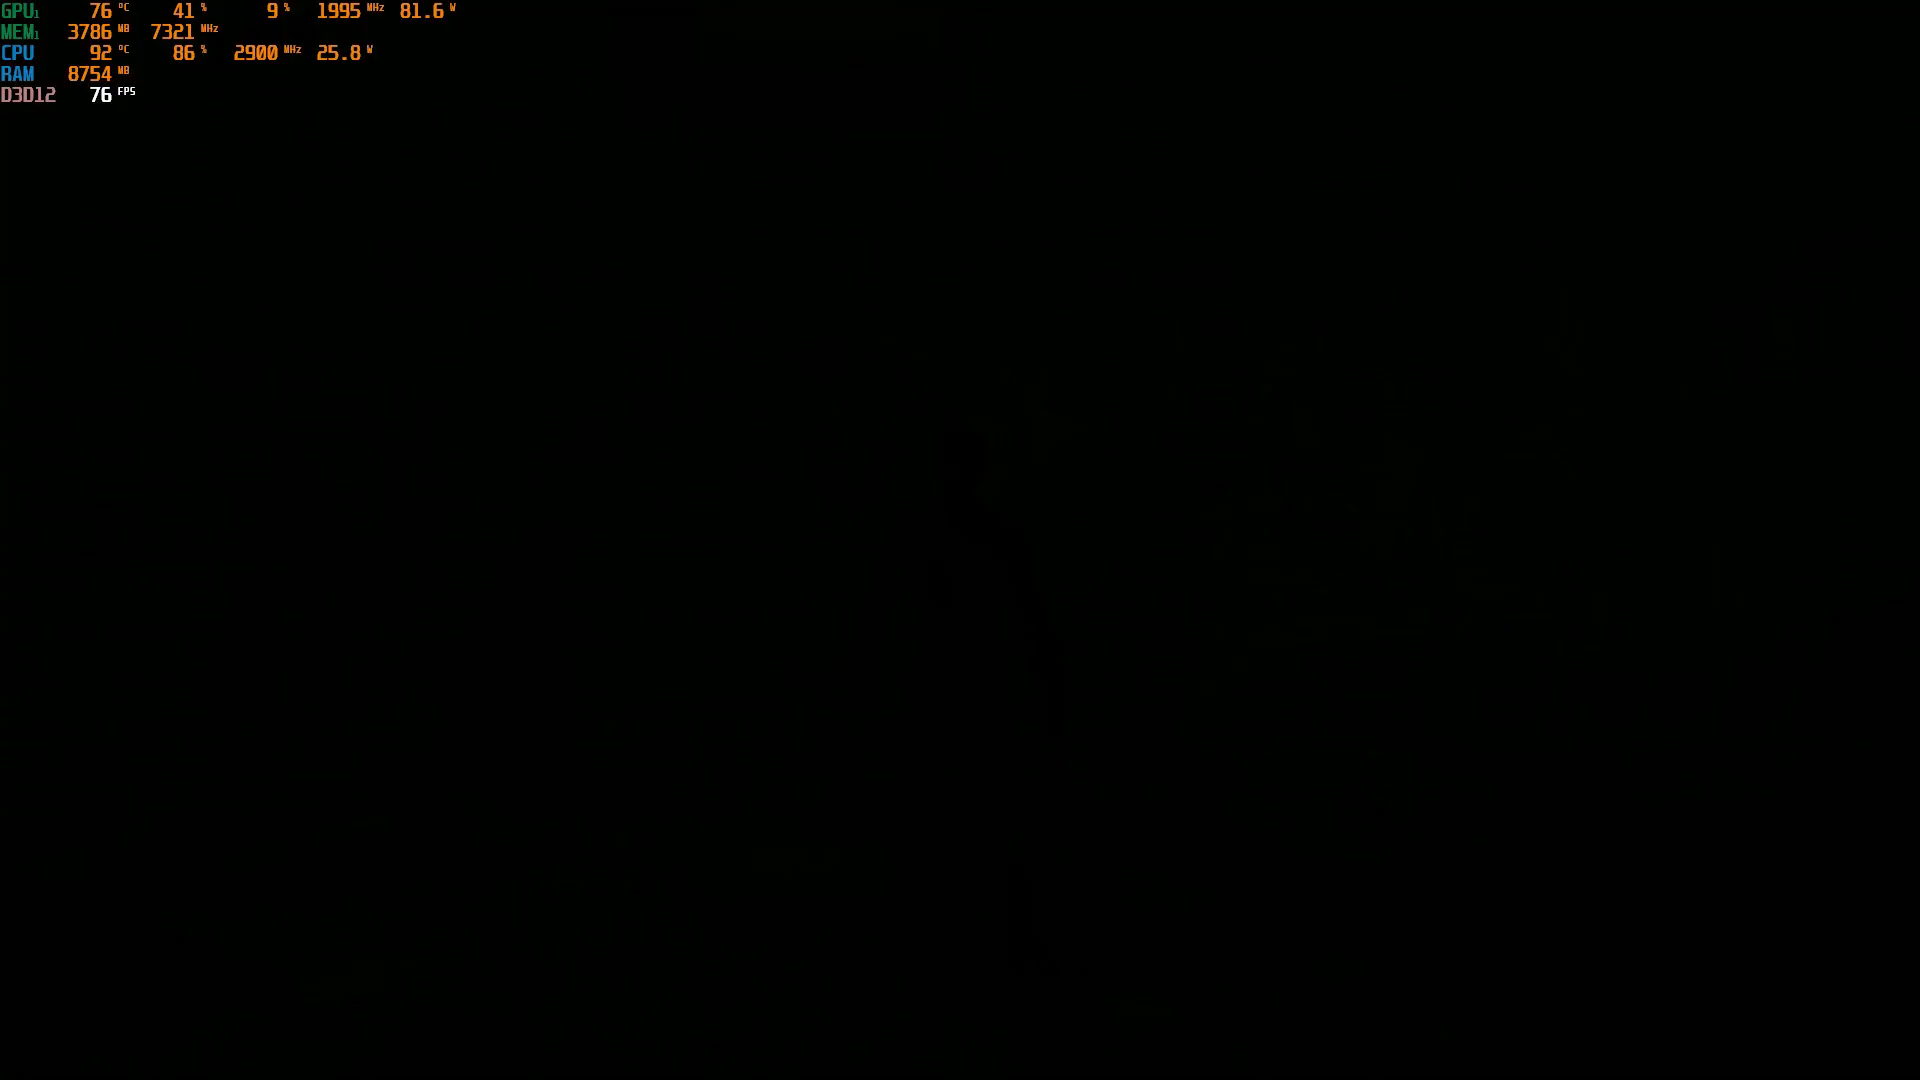 GPU1 76 °C 41 % 9 % 1995 MHz 81.6 W
MEM1 3786 MB 7321 MHz
CPU 92 °C 86 % 2900 MHz 25.8 W
RAM 8754 MB
D3D12 76 FPS